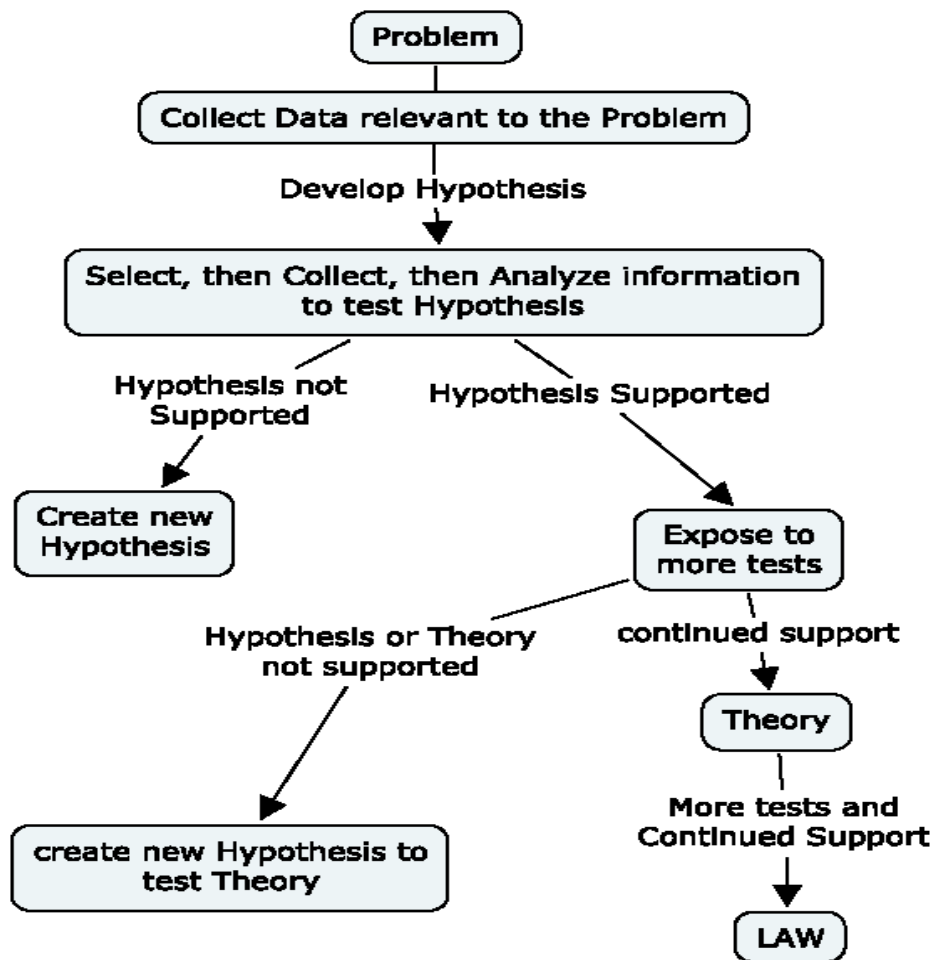 Problem
Collect Data relevant to the Problem
Develop Hypothesis
Select, then Collect, then Analyze information
to test Hypothesis
Hypothesis not
Supported
Hypothesis Supported
Create new
Hypothesis
Expose to
more tests
Hypothesis or Theory
not supported
continued support
Theory
More tests and
Continued Support
create new Hypothesis to
test Theory
LAW